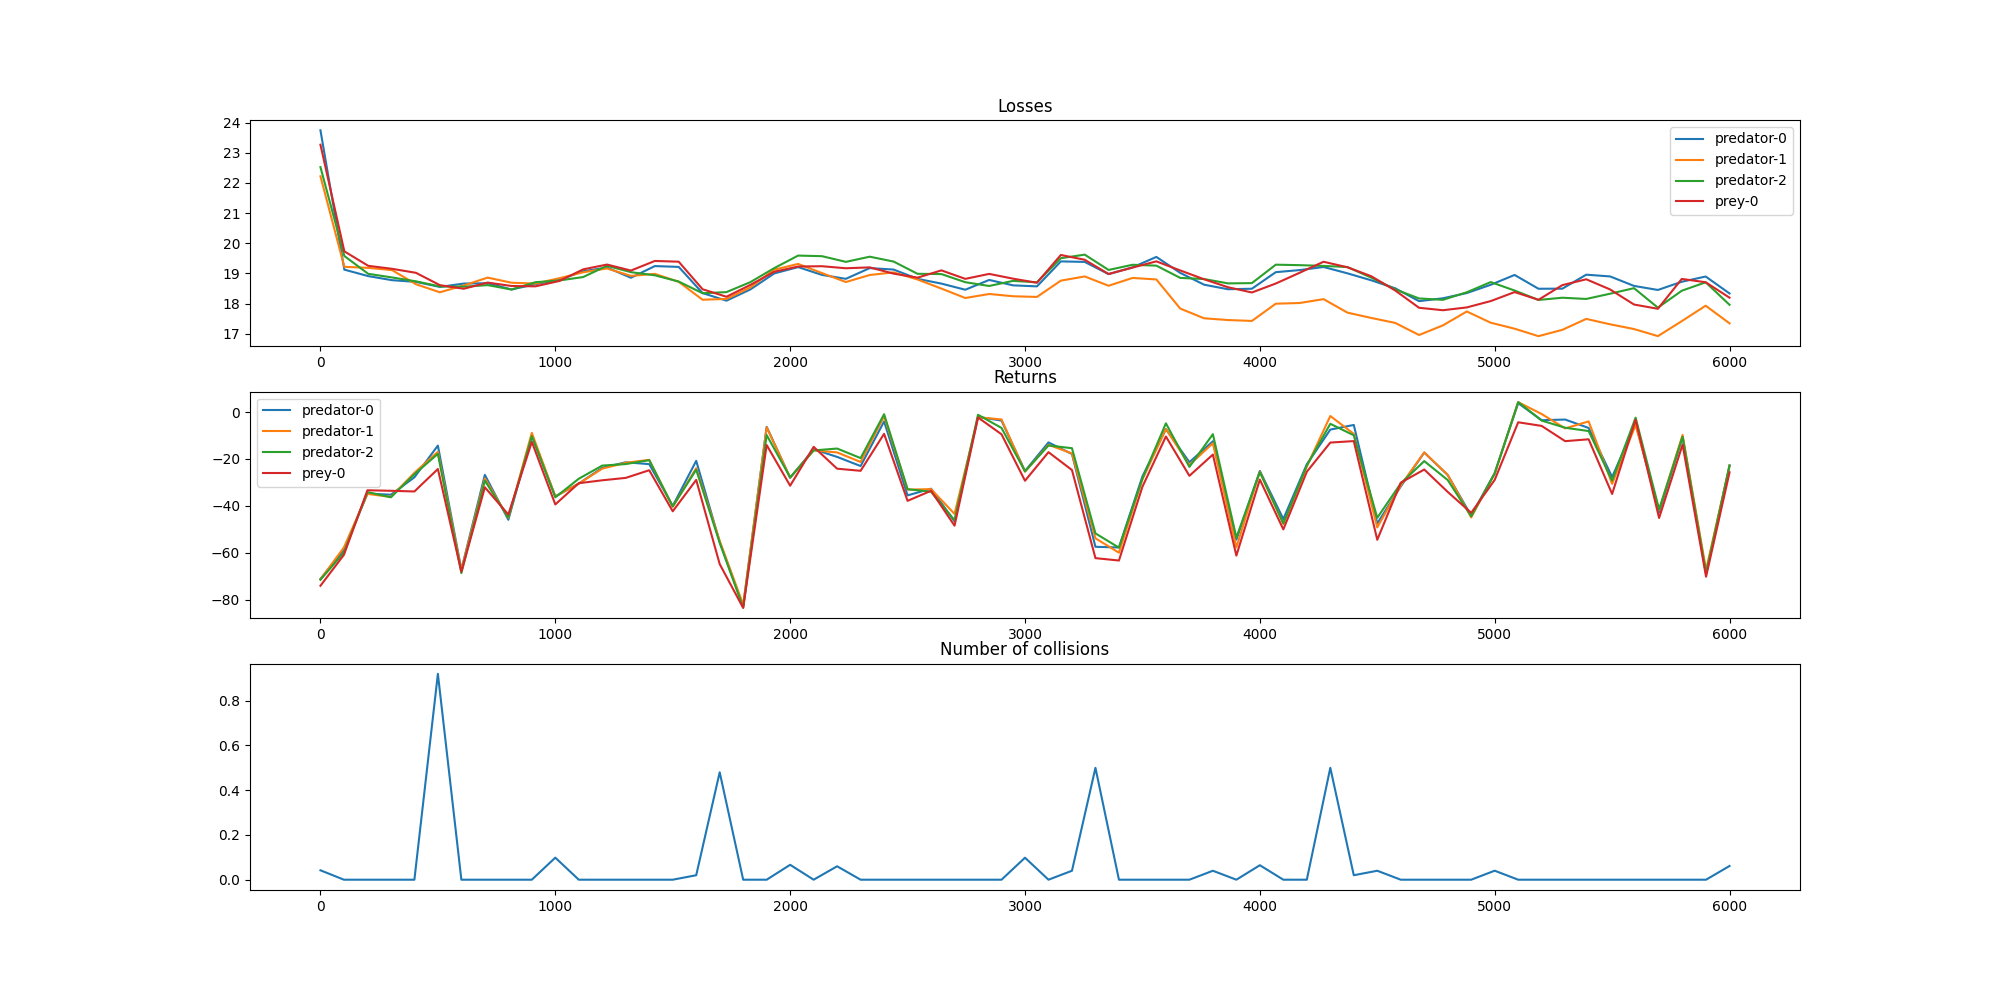 Losses
24
23
22
21
20
19
18
17
predator-0
predator-1
predator-2
prey-0
0 1000 2000 3000 4000 5000 6000
Returns
0
−20
−40
−60
−80
predator-0
predator-1
predator-2
prey-0
0 1000 2000 3000 4000 5000 6000
Number of collisions
0.8
0.6
0.4
0.2
0.0
0 1000 2000 3000 4000 5000 6000